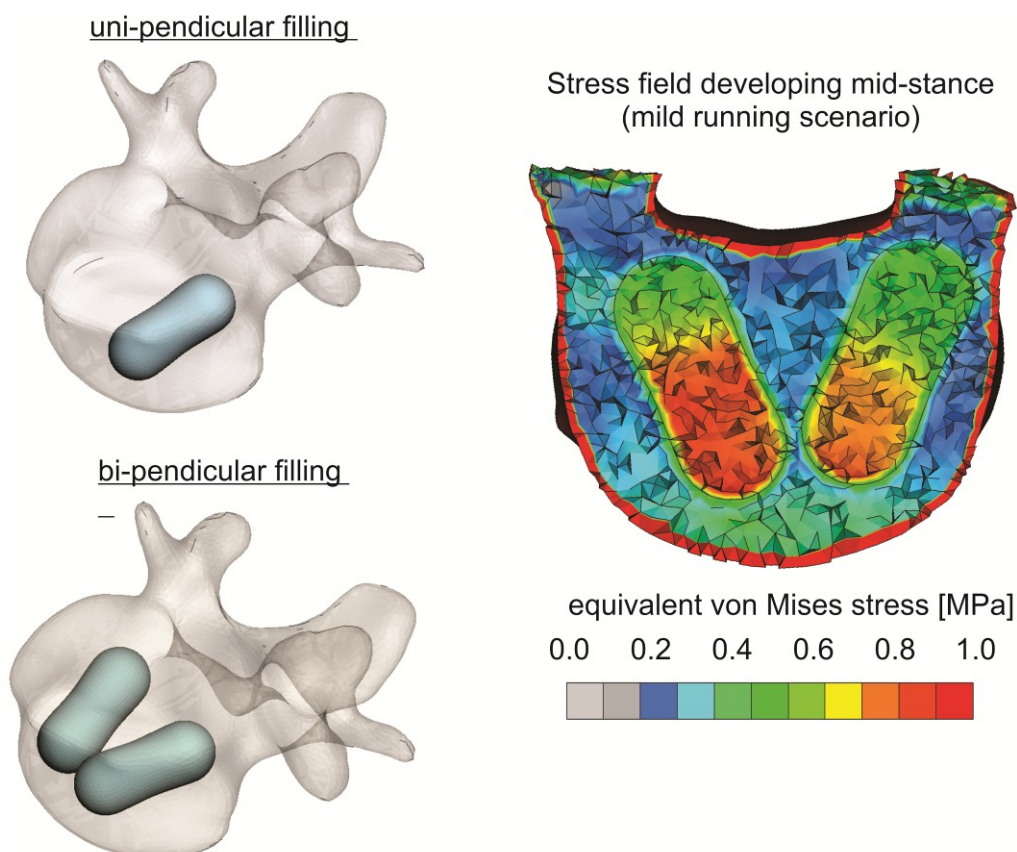 uni-pendicular filling
bi-pendicular filling
Stress field developing mid-stance
(mild running scenario)
equivalent von Mises stress [MPa]
0.0 0.2 0.4 0.6 0.8 1.0